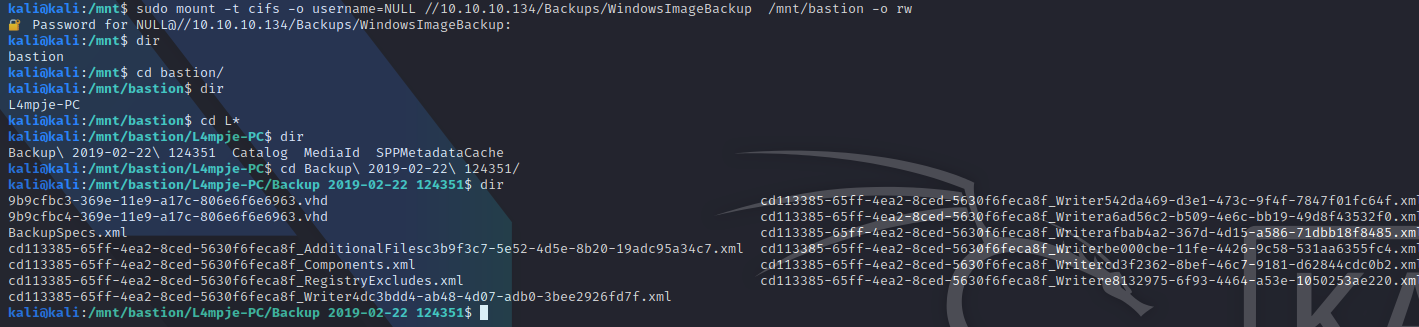 kali@kali:/mnt$ sudo mount -t cifs -o username=NULL //10.10.10.134/Backups/WindowsImageBackup  /mnt/bastion -o rw
🔐 Password for NULL@//10.10.10.134/Backups/WindowsImageBackup:
kali@kali:/mnt$ dir
bastion
kali@kali:/mnt$ cd bastion/
kali@kali:/mnt/bastion$ dir
L4mpje-PC
kali@kali:/mnt/bastion$ cd L*
kali@kali:/mnt/bastion/L4mpje-PC$ dir
Backup\ 2019-02-22\ 124351  Catalog  MediaId  SPPMetadataCache
kali@kali:/mnt/bastion/L4mpje-PC$ cd Backup\ 2019-02-22\ 124351/
kali@kali:/mnt/bastion/L4mpje-PC/Backup 2019-02-22 124351$ dir
9b9cfbc3-369e-11e9-a17c-806e6f6e6963.vhd cd113385-65ff-4ea2-8ced-5630f6feca8f_Writer542da469-d3e1-473c-9f4f-7847f01fc64f.xml
9b9cfbc4-369e-11e9-a17c-806e6f6e6963.vhd cd113385-65ff-4ea2-8ced-5630f6feca8f_Writera6ad56c2-b509-4e6c-bb19-49d8f43532f0.xml
BackupSpecs.xml cd113385-65ff-4ea2-8ced-5630f6feca8f_Writerafbab4a2-367d-4d15-a586-71dbb18f8485.xml
cd113385-65ff-4ea2-8ced-5630f6feca8f_AdditionalFilesc3b9f3c7-5e52-4d5e-8b20-19adc95a34c7.xml cd113385-65ff-4ea2-8ced-5630f6feca8f_Writerbe000cbe-11fe-4426-9c58-531aa6355fc4.xml
cd113385-65ff-4ea2-8ced-5630f6feca8f_Components.xml cd113385-65ff-4ea2-8ced-5630f6feca8f_Writercd3f2362-8bef-46c7-9181-d62844cdc0b2.xml
cd113385-65ff-4ea2-8ced-5630f6feca8f_RegistryExcludes.xml cd113385-65ff-4ea2-8ced-5630f6feca8f_Writere8132975-6f93-4464-a53e-1050253ae220.xml
cd113385-65ff-4ea2-8ced-5630f6feca8f_Writer4dc3bdd4-ab48-4d07-adb0-3bee2926fd7f.xml
kali@kali:/mnt/bastion/L4mpje-PC/Backup 2019-02-22 124351$